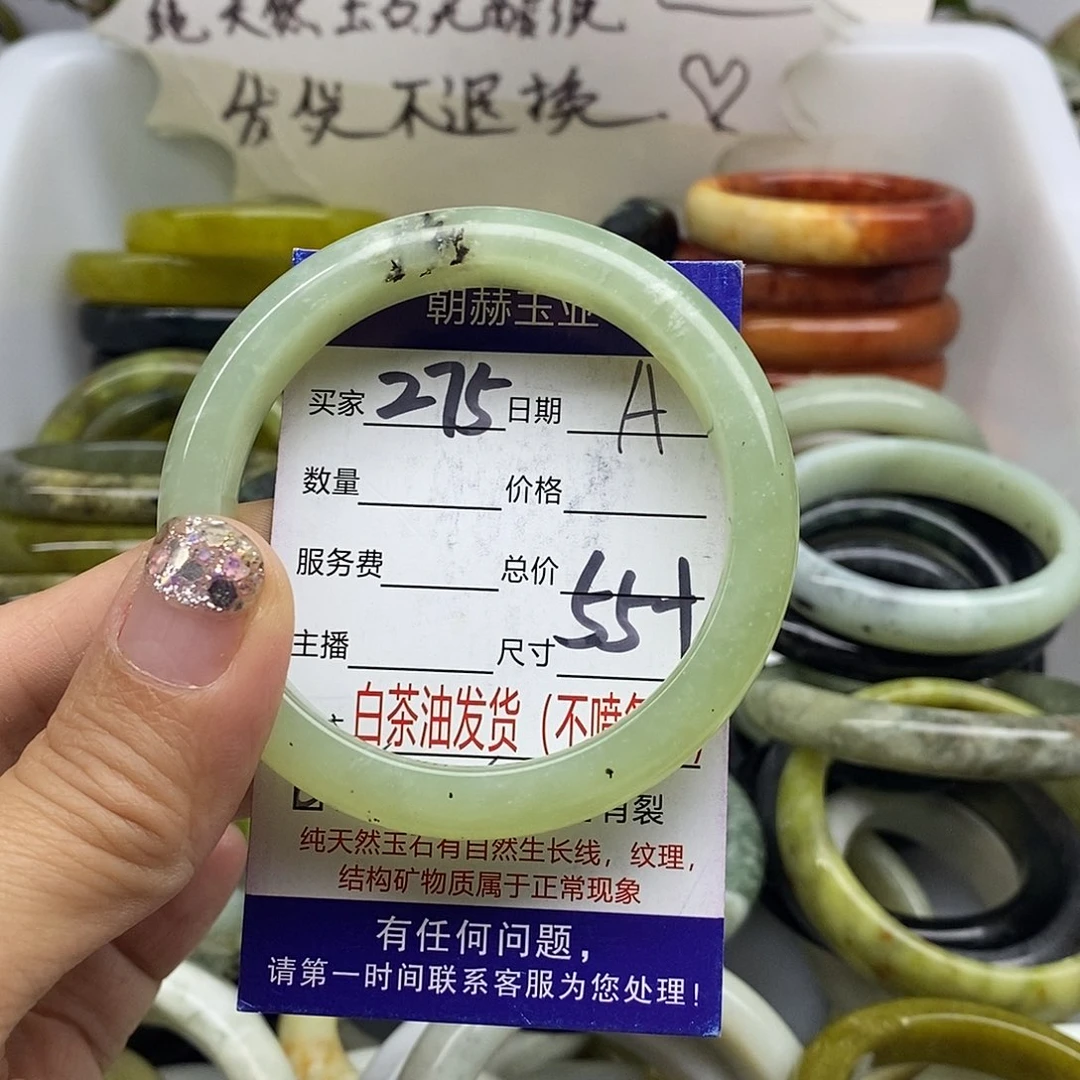 纯天然玉石无酸洗
发货不退换
朝赫玉业
买家 275 日期 A
数量 价格
服务费 总价
554
主播 尺寸
白茶油发货（不喷
有裂
纯天然玉石有自然生长线，纹理，
结构矿物质属于正常现象
有任何问题，
请第一时间联系客服为您处理！